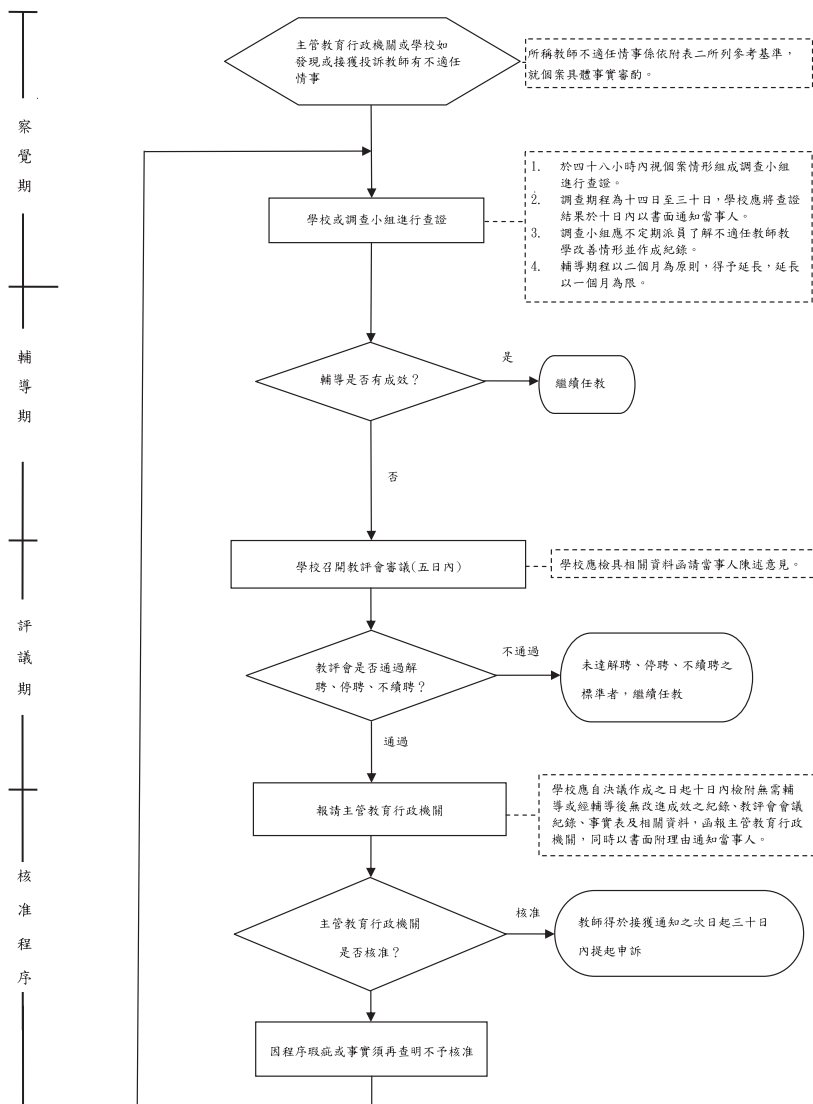 主管教育行政機關或學校如
發現或接獲投訴教師有不適任
情事
所稱教師不適任情事係依附表二所列參考基準，
就個案具體事實審酌。
察覺期
1. 於四十八小時內視個案情形組成調查小組
進行查證。
2. 調查期程為十四日至三十日，學校應將查證
結果於十日內以書面通知當事人。
3. 調查小組應不定期派員了解不適任教師教
學改善情形並作成紀錄。
4. 輔導期程以二個月為原則，得予延長，延長
以一個月為限。
學校或調查小組進行查證
輔導期
輔導是否有成效？
是
繼續任教
否
評議期
學校召開教評會審議(五日內)
學校應檢具相關資料函請當事人陳述意見。
教評會是否通過解
聘、停聘、不續聘？
不通過
未達解聘、停聘、不續聘之
標準者，繼續任教
通過
核准程序
報請主管教育行政機關
學校應自決議作成之日起十日內檢附無需輔
導或經輔導後無改進成效之紀錄、教評會會議
紀錄、事實表及相關資料，函報主管教育行政
機關，同時以書面附理由通知當事人。
主管教育行政機關
是否核准？
核准
教師得於接獲通知之次日起三十日
內提起申訴
因程序瑕疵或事實須再查明不予核准